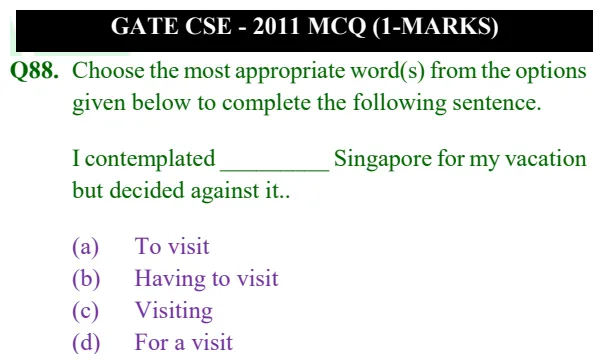 GATE CSE - 2011 MCQ (1-MARKS)
Q88. Choose the most appropriate word(s) from the options
given below to complete the following sentence.
I contemplated __________ Singapore for my vacation
but decided against it..
(a) To visit
(b) Having to visit
(c) Visiting
(d) For a visit